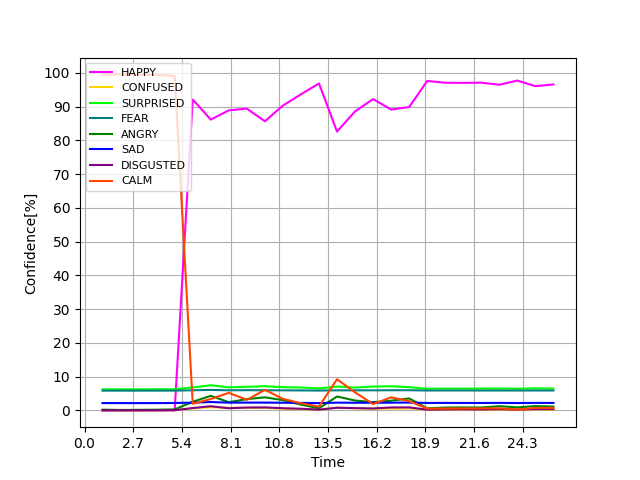 Confidence[%]
100
90
80
70
60
50
40
30
20
10
0
HAPPY
CONFUSED
SURPRISED
FEAR
ANGRY
SAD
DISGUSTED
CALM
0.0 2.7 5.4 8.1 10.8 13.5 16.2 18.9 21.6 24.3
Time